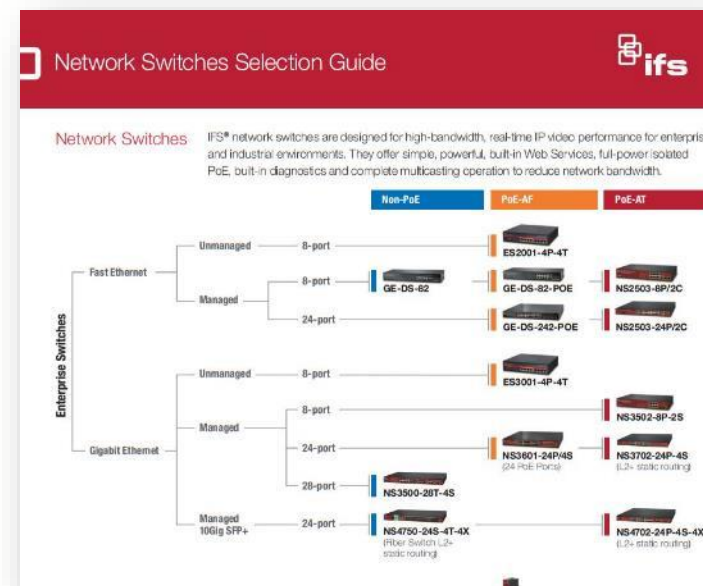 Network Switches Selection Guide
ifs
Network Switches
IFS® network switches are designed for high-bandwidth, real-time IP video performance for enterpris
and industrial environments. They offer simple, powerful, built-in Web Services, full-power isolated
PoE, built-in diagnostics and complete multicasting operation to reduce network bandwidth.
Non-PoE
PoE-AF
PoE-AT
Enterprise Switches
Fast Ethernet
Unmanaged
8-port
ES2001-4P-4T
Managed
8-port
GE-DS-82
GE-DS-82-POE
NS2503-8P/2C
24-port
GE-DS-242-POE
NS2503-24P/2C
Gigabit Ethernet
Unmanaged
8-port
ES3001-4P-4T
Managed
8-port
NS3502-8P-2S
24-port
NS3601-24P/4S
(24 PoE Ports)
NS3702-24P-4S
(L2+ static routing)
28-port
NS3500-28T-4S
Managed
10Gig SFP+
24-port
NS4750-24S-4T-4X
(Fiber Switch L2+
static routing)
NS4702-24P-4S-4X
(L2+ static routing)